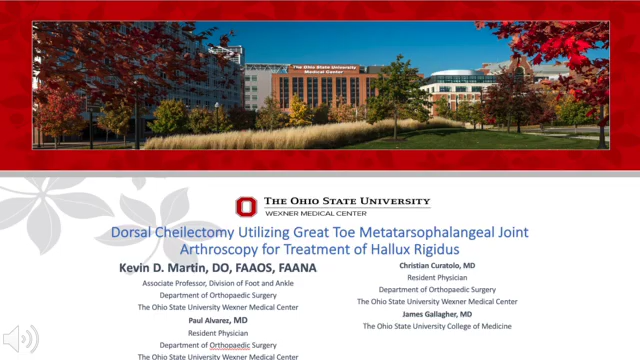 The Ohio State University
Medical Center
THE OHIO STATE UNIVERSITY
WEXNER MEDICAL CENTER
Dorsal Cheilectomy Utilizing Great Toe Metatarsophalangeal Joint
Arthroscopy for Treatment of Hallux Rigidus
Kevin D. Martin, DO, FAAOS, FAANA
Associate Professor, Division of Foot and Ankle
Department of Orthopaedic Surgery
The Ohio State University Wexner Medical Center
Paul Alvarez, MD
Resident Physician
Department of Orthopaedic Surgery
The Ohio State University Wexner Medical Center
Christian Curatolo, MD
Resident Physician
Department of Orthopaedic Surgery
The Ohio State University Wexner Medical Center
James Gallagher, MD
The Ohio State University College of Medicine